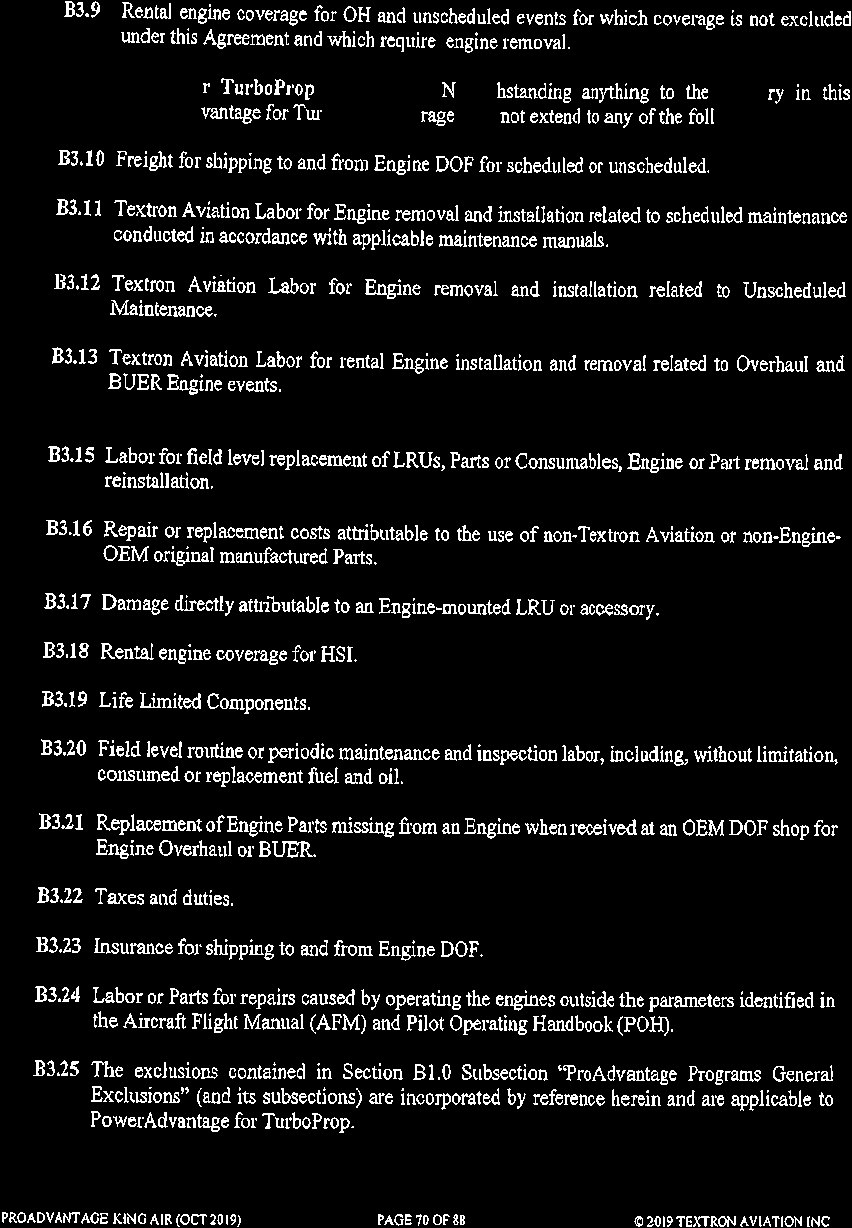 B3.9 Rental engine coverage for OH and unscheduled events for which coverage is not excluded
under this Agreement and which require engine removal.
r TurboProp N hstanding anything to the ry in this
vantage for Tur rage not extend to any of the foll
B3.10 Freight for shipping to and from Engine DOF for scheduled or unscheduled.
B3.11 Textron Aviation Labor for Engine removal and installation related to scheduled maintenance
conducted in accordance with applicable maintenance manuals.
B3.12 Textron Aviation Labor for Engine removal and installation related to Unscheduled
Maintenance.
B3.13 Textron Aviation Labor for rental Engine installation and removal related to Overhaul and
BUER Engine events.
B3.15 Labor for field level replacement of LRUs, Parts or Consumables, Engine or Part removal and
reinstallation.
B3.16 Repair or replacement costs attributable to the use of non-Textron Aviation or non-Engine-
OEM original manufactured Parts.
B3.17 Damage directly attributable to an Engine-mounted LRU or accessory.
B3.18 Rental engine coverage for HSI.
B3.19 Life Limited Components.
B3.20 Field level routine or periodic maintenance and inspection labor, including, without limitation,
consumed or replacement fuel and oil.
B3.21 Replacement of Engine Parts missing from an Engine when received at an OEM DOF shop for
Engine Overhaul or BUER.
B3.22 Taxes and duties.
B3.23 Insurance for shipping to and from Engine DOF.
B3.24 Labor or Parts for repairs caused by operating the engines outside the parameters identified in
the Aircraft Flight Manual (AFM) and Pilot Operating Handbook (POH).
B3.25 The exclusions contained in Section B1.0 Subsection “ProAdvantage Programs General
Exclusions” (and its subsections) are incorporated by reference herein and are applicable to
PowerAdvantage for TurboProp.
PROADVANTAGE KING AIR (OCT 2019) PAGE 70 OF 88 © 2019 TEXTRON AVIATION INC